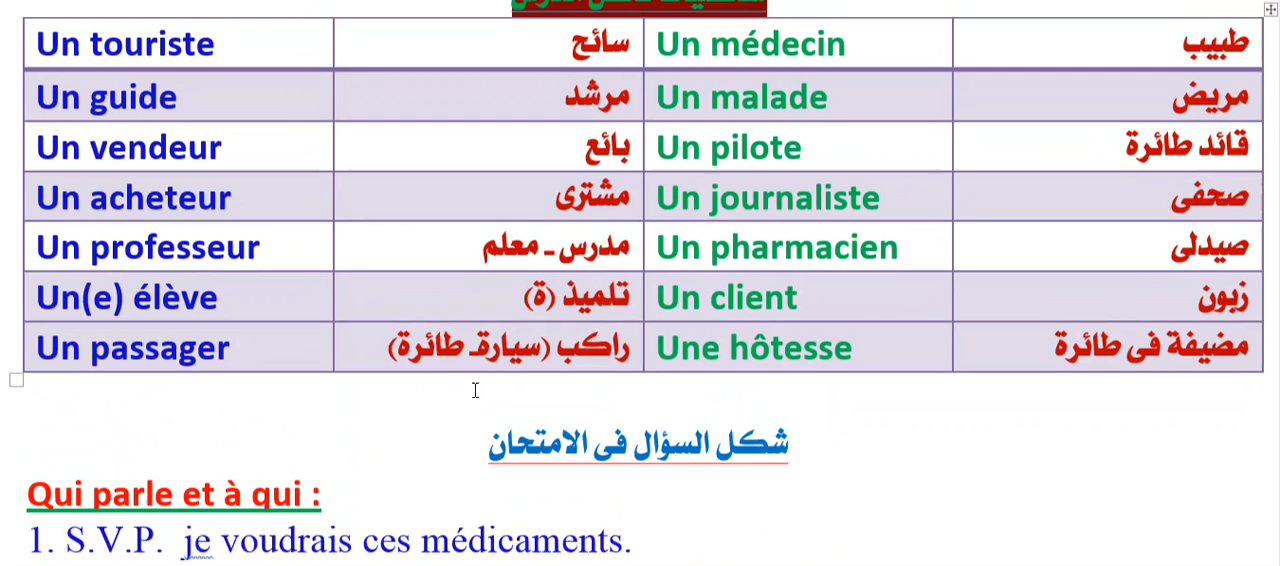 Un touriste سائح Un médecin طبيب
Un guide مرشد Un malade مريض
Un vendeur بائع Un pilote قائد طائرة
Un acheteur مشترى Un journaliste صحفى
Un professeur مدرس ـ معلم Un pharmacien صيدلى
Un(e) élève تلميذ (ة) Un client زبون
Un passager راكب (سيارة ـ طائرة) Une hôtesse مضيفة فى طائرة
شكل السؤال فى الامتحان
Qui parle et à qui :
1. S.V.P. je voudrais ces médicaments.